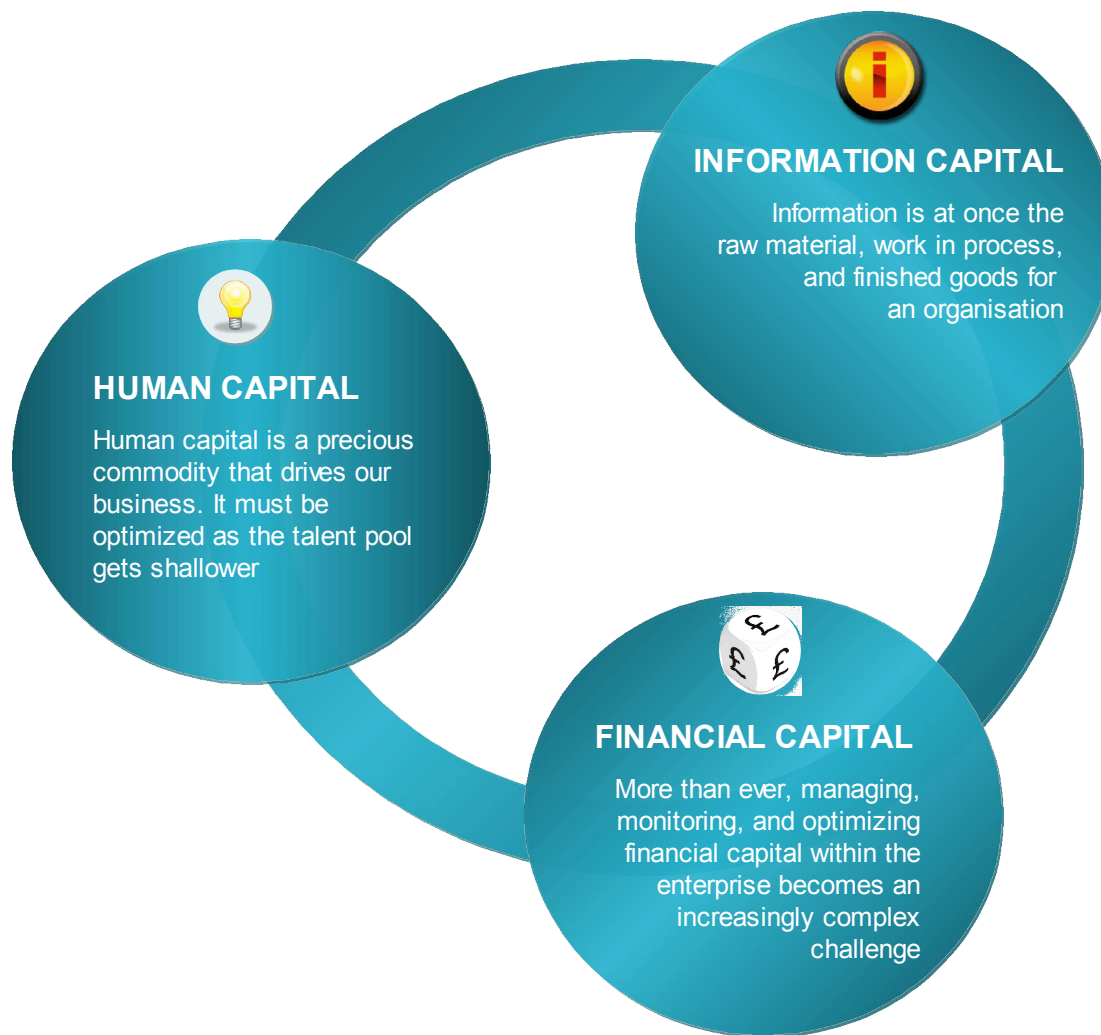 i
INFORMATION CAPITAL
Information is at once the
raw material, work in process,
and finished goods for
an organisation
HUMAN CAPITAL
Human capital is a precious
commodity that drives our
business. It must be
optimized as the talent pool
gets shallower
£
£ £
FINANCIAL CAPITAL
More than ever, managing,
monitoring, and optimizing
financial capital within the
enterprise becomes an
increasingly complex
challenge